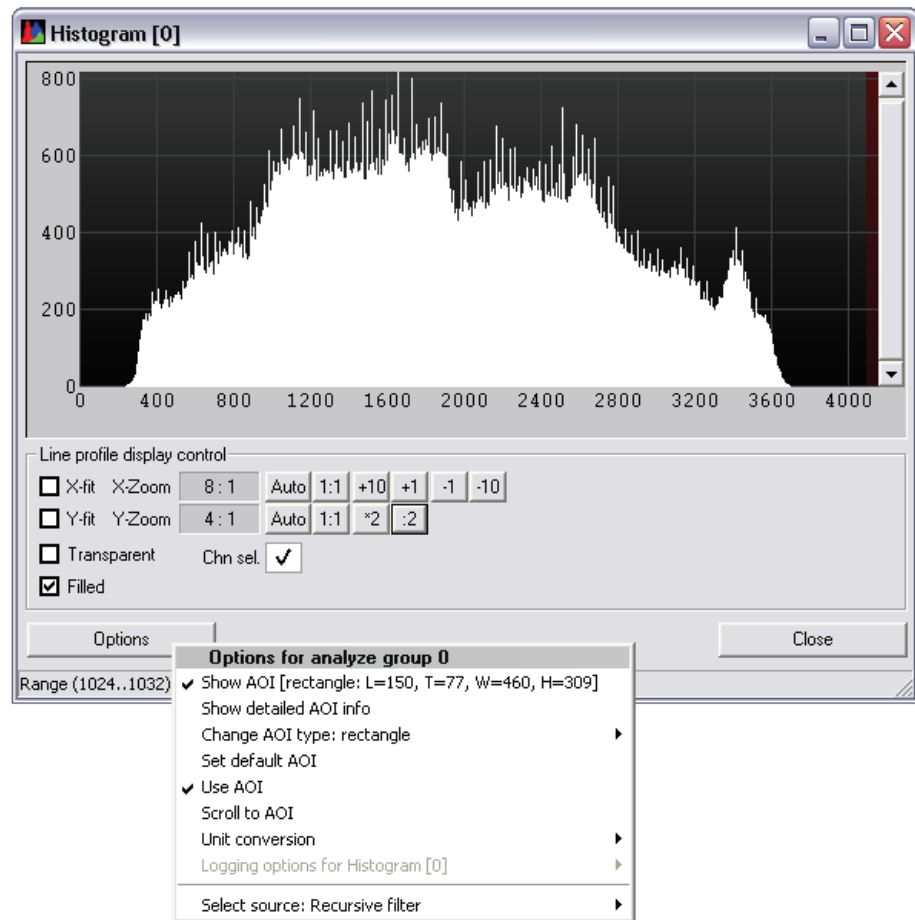 Histogram [0]
800
600
400
200
0
0 400 800 1200 1600 2000 2400 2800 3200 3600 4000
Line profile display control
X-fit X-Zoom 8 : 1 Auto 1:1 +10 +1 -1 -10
Y-fit Y-Zoom 4 : 1 Auto 1:1 *2 :2
Transparent Chn sel.
Filled
Options Close
Range (1024..1032)
Options for analyze group 0
Show AOI [rectangle: L=150, T=77, W=460, H=309]
Show detailed AOI info
Change AOI type: rectangle
Set default AOI
Use AOI
Scroll to AOI
Unit conversion
Logging options for Histogram [0]
Select source: Recursive filter